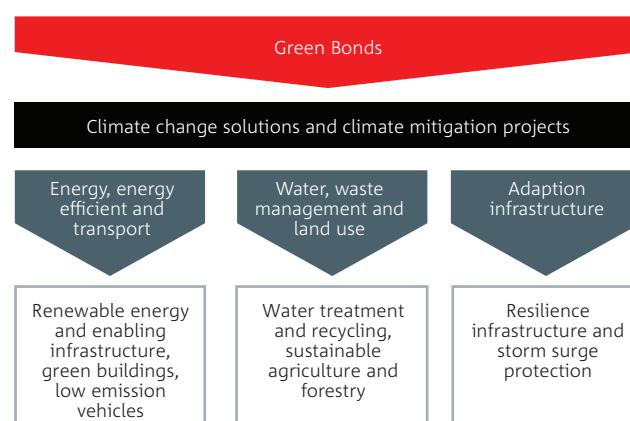 Green Bonds
Climate change solutions and climate mitigation projects
Energy, energy
efficient and
transport
Water, waste
management and
land use
Adaption
infrastructure
Renewable energy
and enabling
infrastructure,
green buildings,
low emission
vehicles
Water treatment
and recycling,
sustainable
agriculture and
forestry
Resilience
infrastructure and
storm surge
protection